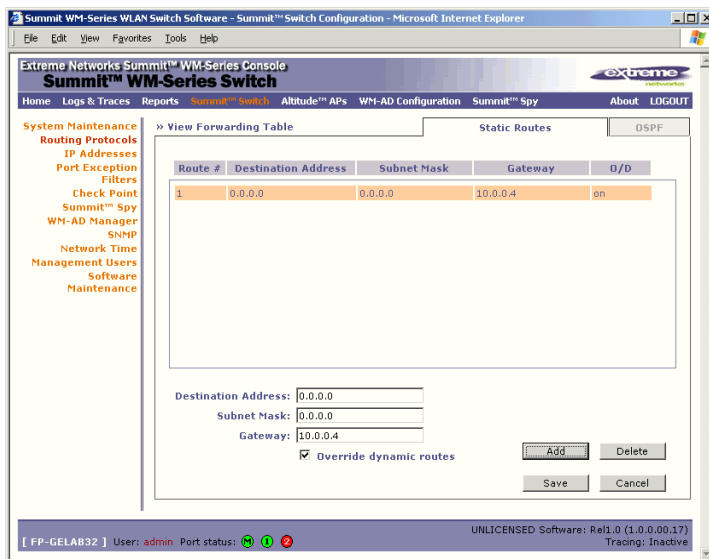 Summit WM-Series WLAN Switch Software - Summit™ Switch Configuration - Microsoft Internet Explorer
File Edit View Favorites Tools Help
Extreme Networks Summit™ WM-Series Console
Summit™ WM-Series Switch
extreme
networks
Home Logs & Traces Reports Summit™ Switch Altitude™ APs WM-AD Configuration Summit™ Spy About LOGOUT
System Maintenance
Routing Protocols
IP Addresses
Port Exception
Filters
Check Point
Summit™ Spy
WM-AD Manager
SNMP
Network Time
Management Users
Software
Maintenance
» View Forwarding Table Static Routes OSPF
Route # Destination Address Subnet Mask Gateway O/D
1 0.0.0.0 0.0.0.0 10.0.0.4 on
Destination Address: 0.0.0.0
Subnet Mask: 0.0.0.0
Gateway: 10.0.0.4
Override dynamic routes
Add Delete
Save Cancel
[ FP-GELAB32 ] User: admin Port status: M 1 2
UNLICENSED Software: Rel1.0 (1.0.0.00.17)
Tracing: Inactive